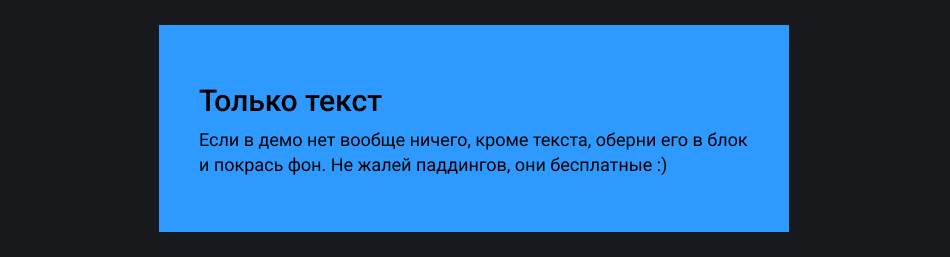 Только текст
Если в демо нет вообще ничего, кроме текста, оберни его в блок
и покрась фон. Не жалей паддингов, они бесплатные :)